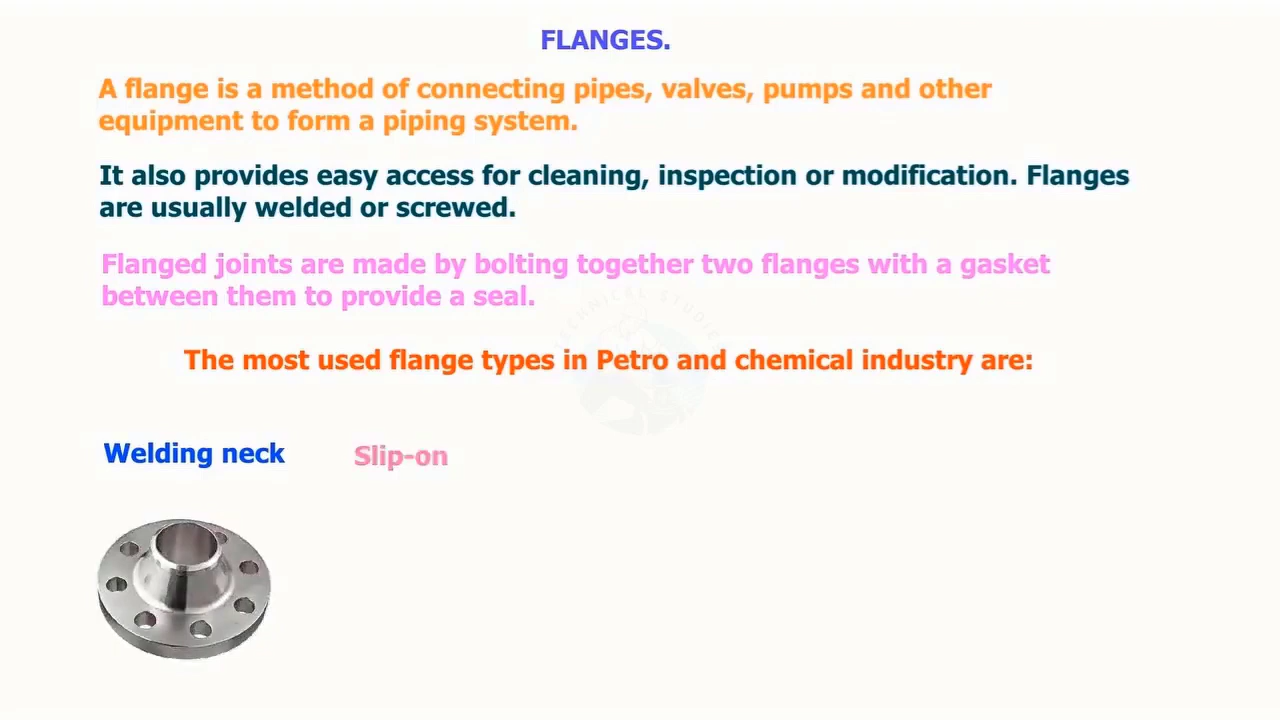 FLANGES.
A flange is a method of connecting pipes, valves, pumps and other
equipment to form a piping system.
It also provides easy access for cleaning, inspection or modification. Flanges
are usually welded or screwed.
Flanged joints are made by bolting together two flanges with a gasket
between them to provide a seal.
TECHNICAL STUDIES
The most used flange types in Petro and chemical industry are:
Welding neck
Slip-on